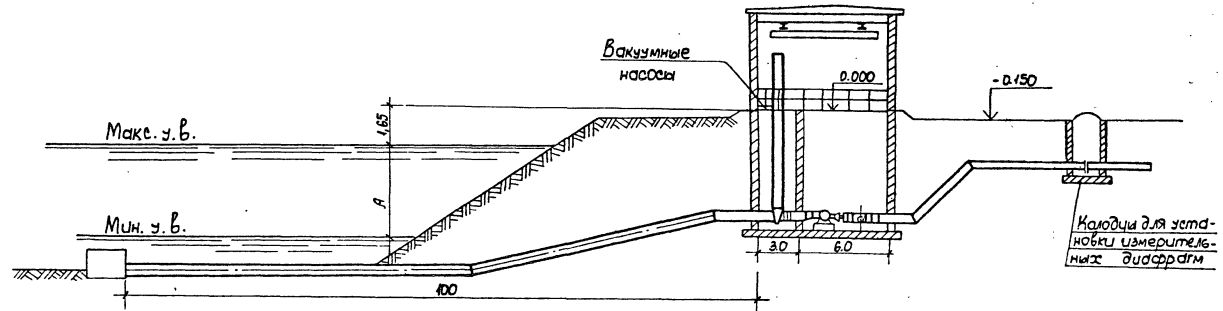 Вакуумные
насосы
0.000
-0.150
Макс. у. в.
1,65
А
Мин. у. в.
3.0
6.0
100
Колодцы для уста-
новки измеритель-
ных диафрагм